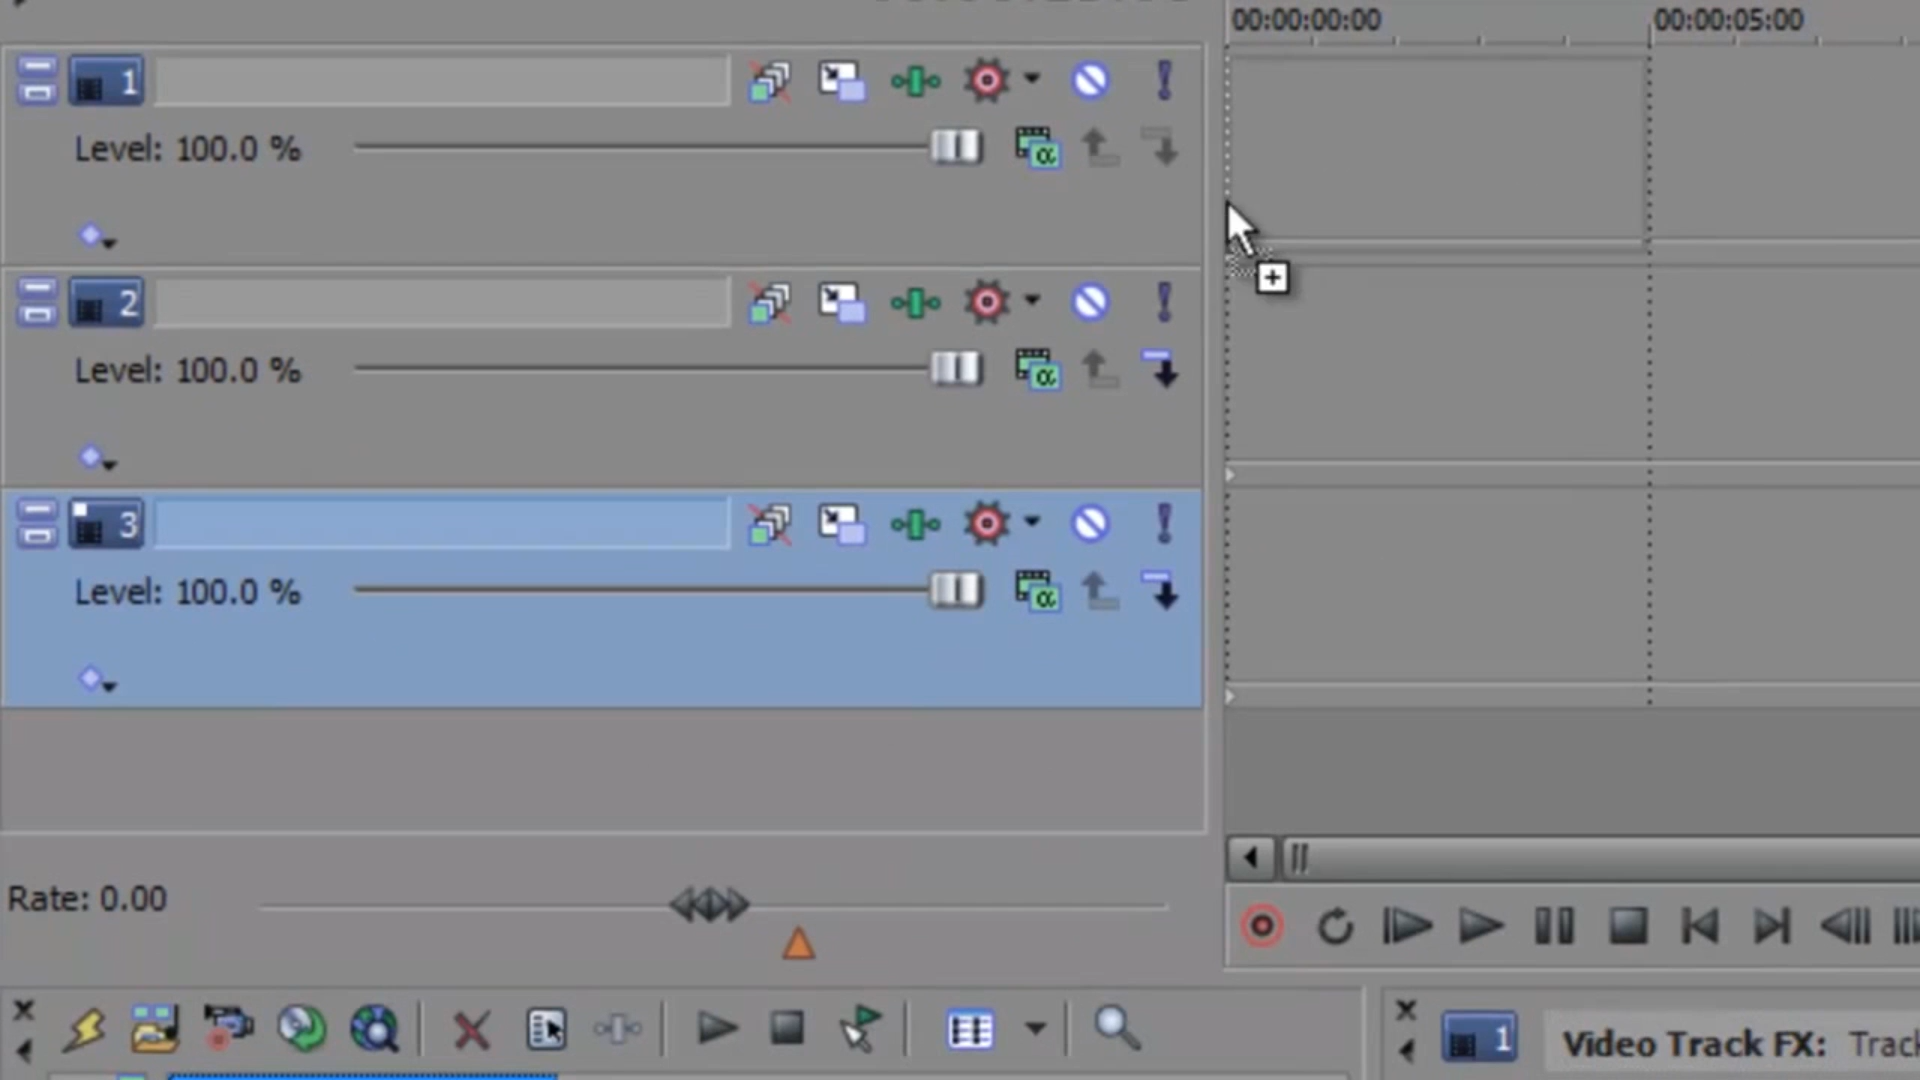 00:00:00:00 00:00:05:00
1
Level: 100.0 %
2
Level: 100.0 %
3
Level: 100.0 %
Rate: 0.00
1 Video Track FX: Track